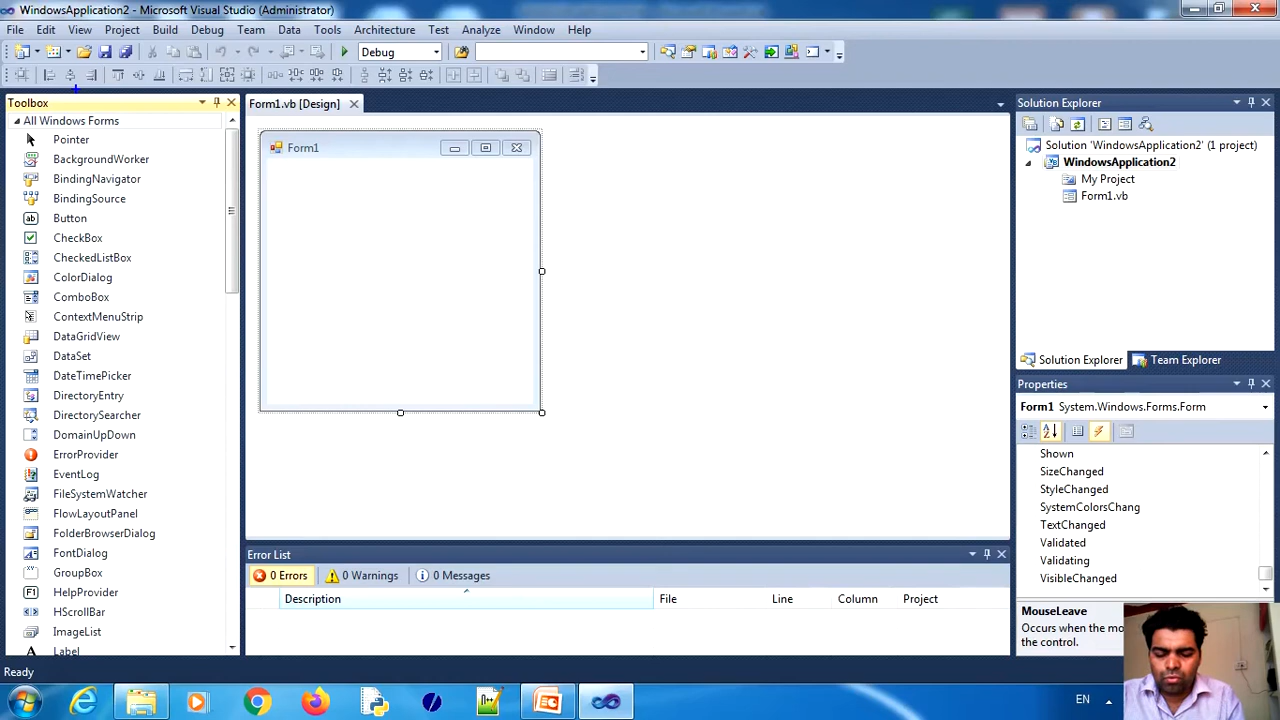 WindowsApplication2 - Microsoft Visual Studio (Administrator)
File Edit View Project Build Debug Team Data Tools Architecture Test Analyze Window Help
Debug
Toolbox
All Windows Forms
Pointer
BackgroundWorker
BindingNavigator
BindingSource
Button
CheckBox
CheckedListBox
ColorDialog
ComboBox
ContextMenuStrip
DataGridView
DataSet
DateTimePicker
DirectoryEntry
DirectorySearcher
DomainUpDown
ErrorProvider
EventLog
FileSystemWatcher
FlowLayoutPanel
FolderBrowserDialog
FontDialog
GroupBox
HelpProvider
HScrollBar
ImageList
Label
Form1.vb [Design]
Form1
Error List
0 Errors 0 Warnings 0 Messages
Description File Line Column Project
Solution Explorer
Solution 'WindowsApplication2' (1 project)
WindowsApplication2
My Project
Form1.vb
Solution Explorer Team Explorer
Properties
Form1 System.Windows.Forms.Form
Shown
SizeChanged
StyleChanged
SystemColorsChang
TextChanged
Validated
Validating
VisibleChanged
MouseLeave
Occurs when the mo
the control.
Ready
EN